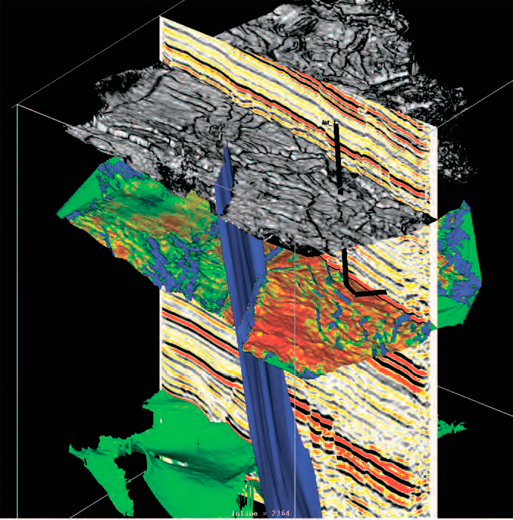 inline = 2364